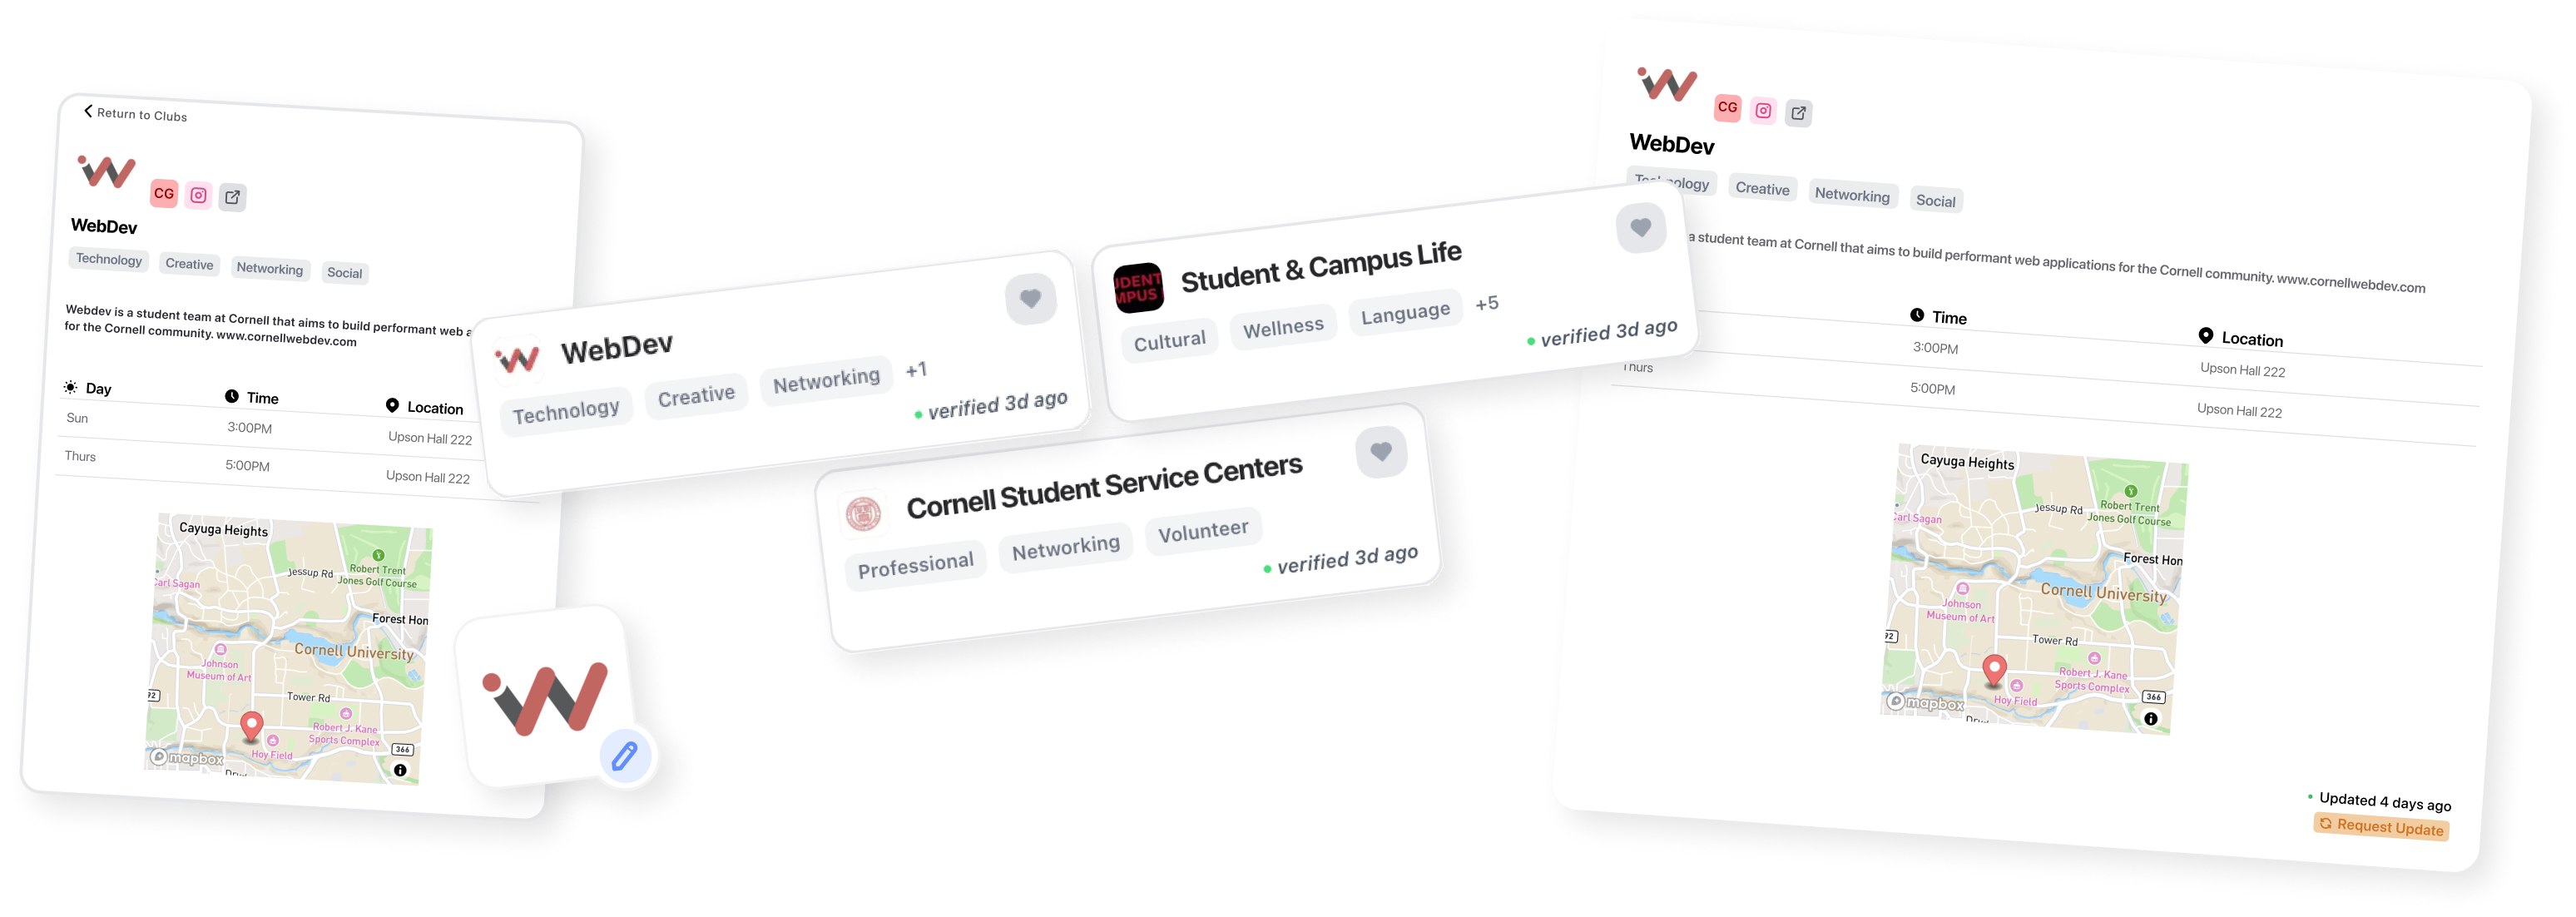 Return to Clubs
CG
WebDev
Technology Creative Networking Social
Webdev is a student team at Cornell that aims to build performant web a
for the Cornell community. www.cornellwebdev.com
Day Time Location
Sun 3:00PM Upson Hall 222
Thurs 5:00PM Upson Hall 222
Cayuga Heights
Robert Trent
Jones Golf Course
Jessup Rd
Carl Sagan
Forest Hon
Cornell University
Johnson
Museum of Art
Tower Rd
92
Robert J. Kane
Sports Complex
366
Hoy Field
mapbox
WebDev
Technology Creative Networking +1
verified 3d ago
Student & Campus Life
UDENT
MPUS
Cultural Wellness Language +5
verified 3d ago
Cornell Student Service Centers
Professional Networking Volunteer
verified 3d ago
CG
WebDev
Technology Creative Networking Social
a student team at Cornell that aims to build performant web applications for the Cornell community. www.cornellwebdev.com
Time Location
3:00PM Upson Hall 222
Thurs 5:00PM Upson Hall 222
Cayuga Heights
Robert Trent
Jones Golf Course
Jessup Rd
Carl Sagan
Forest Hon
Cornell University
Johnson
Museum of Art
Tower Rd
92
Robert J. Kane
Sports Complex
366
Hoy Field
mapbox
Updated 4 days ago
Request Update